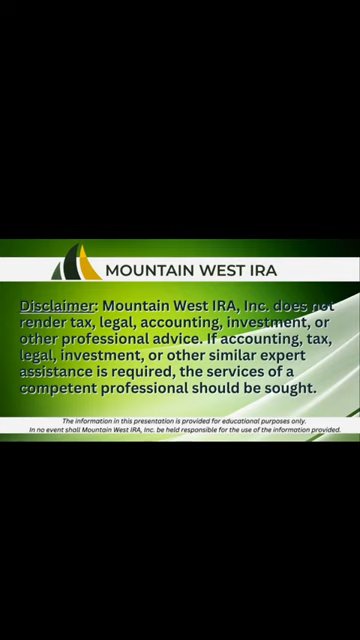 MOUNTAIN WEST IRA
Disclaimer: Mountain West IRA, Inc. does not
render tax, legal, accounting, investment, or
other professional advice. If accounting, tax,
legal, investment, or other similar expert
assistance is required, the services of a
competent professional should be sought.
The information in this presentation is provided for educational purposes only.
In no event shall Mountain West IRA, Inc. be held responsible for the use of the information provided.